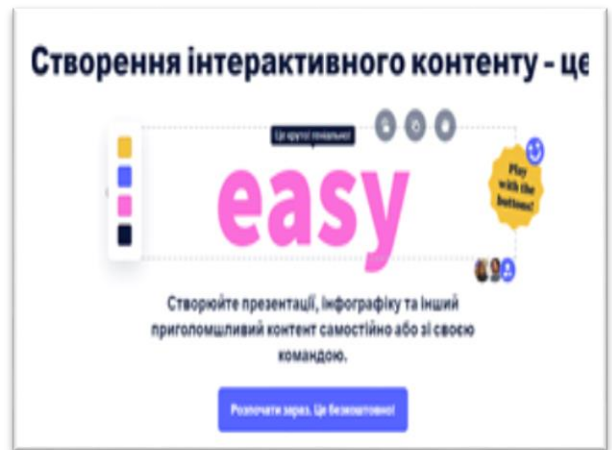 Створення інтерактивного контенту – це
Це круто! геніально!
easy
Play
with the
buttons!
Створюйте презентації, інфографіку та інший
приголомшливий контент самостійно або зі своєю
командою.
Розпочати зараз. Це безкоштовно!